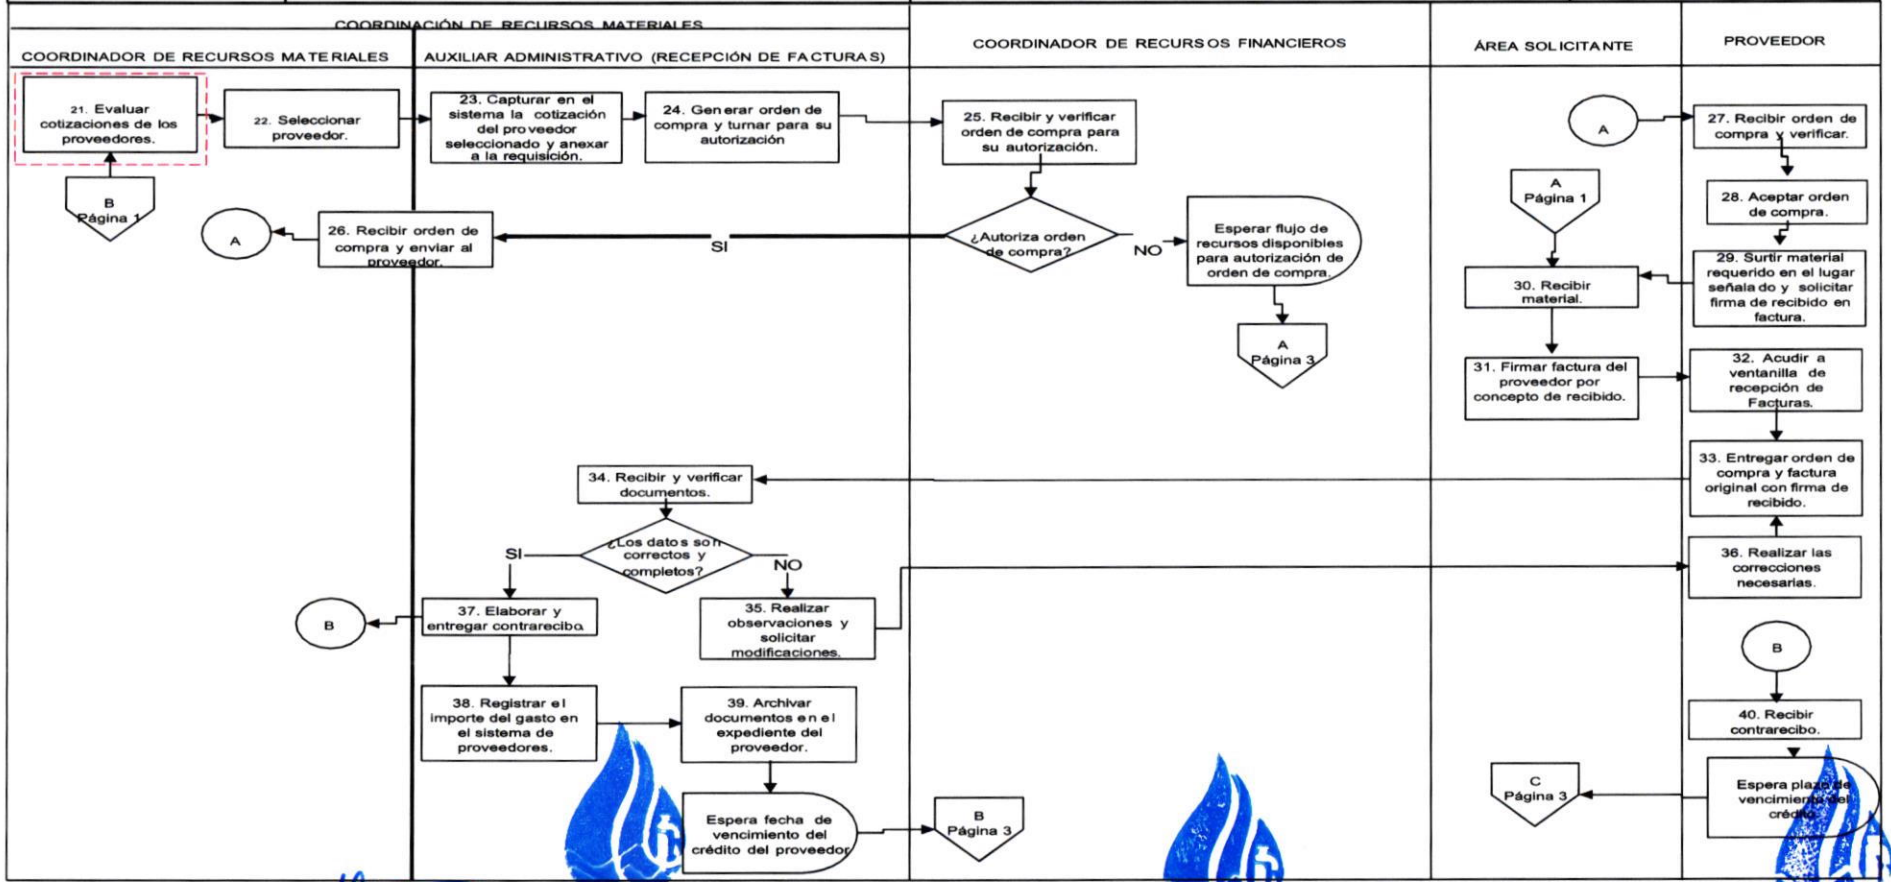 COORDINACIÓN DE RECURSOS MATERIALES
COORDINADOR DE RECURSOS MATERIALES
AUXILIAR ADMINISTRATIVO (RECEPCIÓN DE FACTURAS)
COORDINADOR DE RECURSOS FINANCIEROS
ÁREA SOLICITANTE
PROVEEDOR
21. Evaluar
cotizaciones de los
proveedores.
22. Seleccionar
proveedor.
23. Capturar en el
sistema la cotización
del proveedor
seleccionado y anexar
a la requisición.
24. Generar orden de
compra y turnar para su
autorización
25. Recibir y verificar
orden de compra para
su autorización.
A
27. Recibir orden de
compra y verificar.
B
Página 1
A
26. Recibir orden de
compra y enviar al
proveedor.
SI
¿Autoriza orden
de compra?
NO
Esperar flujo de
recursos disponibles
para autorización de
orden de compra.
A
Página 3
A
Página 1
28. Aceptar orden
de compra.
29. Surtir material
requerido en el lugar
señalado y solicitar
firma de recibido en
factura.
30. Recibir
material.
31. Firmar factura del
proveedor por
concepto de recibido.
32. Acudir a
ventanilla de
recepción de
Facturas.
33. Entregar orden de
compra y factura
original con firma de
recibido.
34. Recibir y verificar
documentos.
¿Los datos son
correctos y
completos?
SI
NO
35. Realizar
observaciones y
solicitar
modificaciones.
36. Realizar las
correcciones
necesarias.
37. Elaborar y
entregar contrarecibo.
B
B
38. Registrar el
importe del gasto en
el sistema de
proveedores.
39. Archivar
documentos en el
expediente del
proveedor.
40. Recibir
contrarecibo.
Espera fecha de
vencimiento del
crédito del proveedor
B
Página 3
C
Página 3
Espera plazo de
vencimiento del
crédito